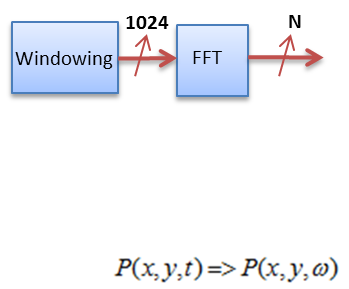 1024 N
Windowing FFT
P(x,y,t) => P(x,y,ω)